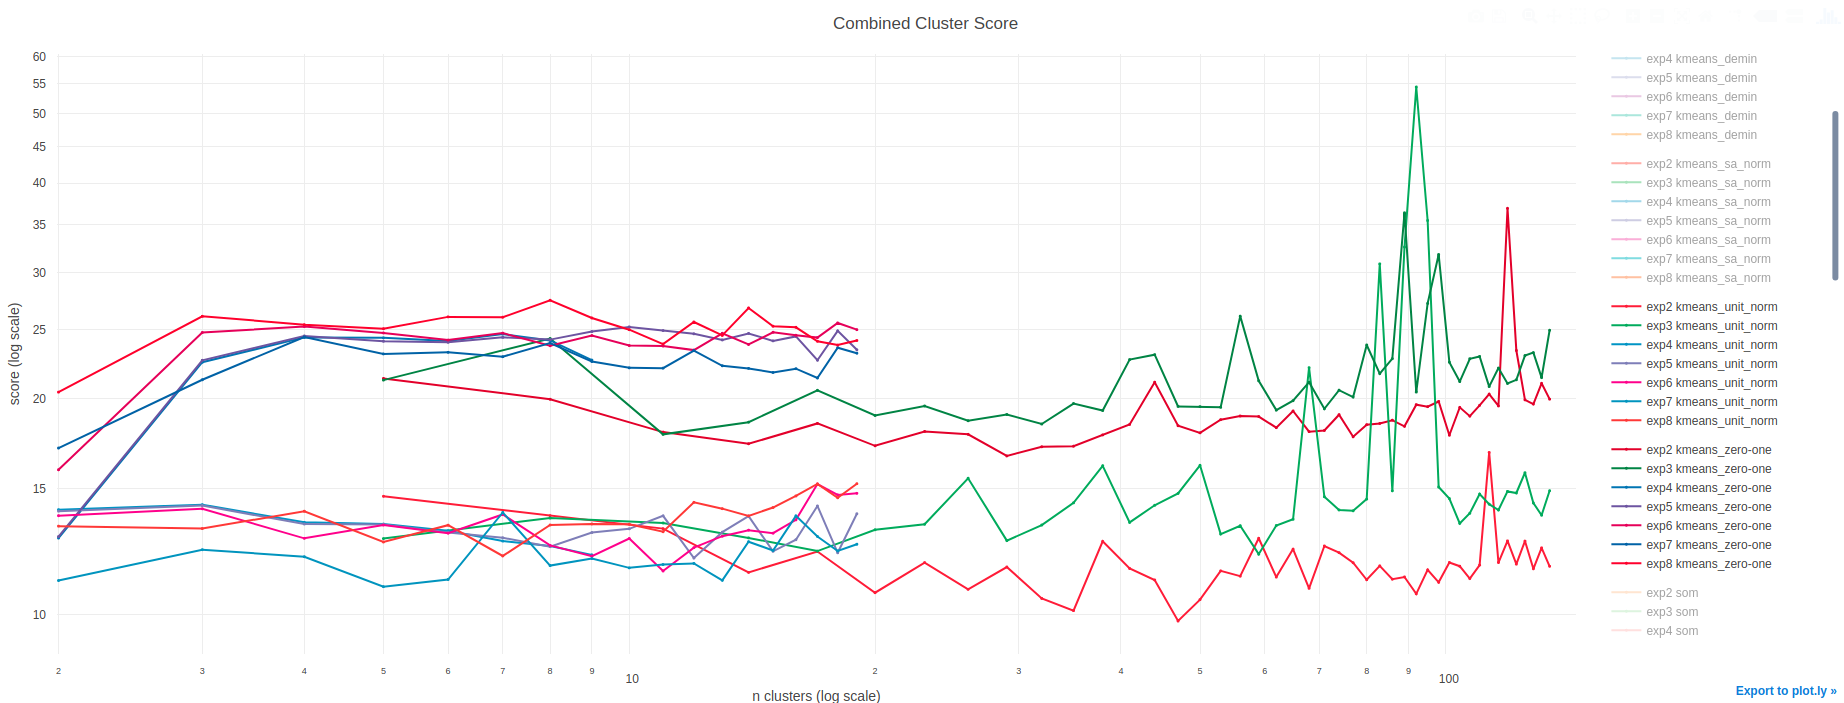 Combined Cluster Score
60
55
50
45
40
35
30
25
20
15
10
score (log scale)
2
3
4
5
6
7
8
9
10
2
3
4
5
6
7
8
9
100
n clusters (log scale)
exp4 kmeans_demin
exp5 kmeans_demin
exp6 kmeans_demin
exp7 kmeans_demin
exp8 kmeans_demin
exp2 kmeans_sa_norm
exp3 kmeans_sa_norm
exp4 kmeans_sa_norm
exp5 kmeans_sa_norm
exp6 kmeans_sa_norm
exp7 kmeans_sa_norm
exp8 kmeans_sa_norm
exp2 kmeans_unit_norm
exp3 kmeans_unit_norm
exp4 kmeans_unit_norm
exp5 kmeans_unit_norm
exp6 kmeans_unit_norm
exp7 kmeans_unit_norm
exp8 kmeans_unit_norm
exp2 kmeans_zero-one
exp3 kmeans_zero-one
exp4 kmeans_zero-one
exp5 kmeans_zero-one
exp6 kmeans_zero-one
exp7 kmeans_zero-one
exp8 kmeans_zero-one
exp2 som
exp3 som
exp4 som
Export to plot.ly »